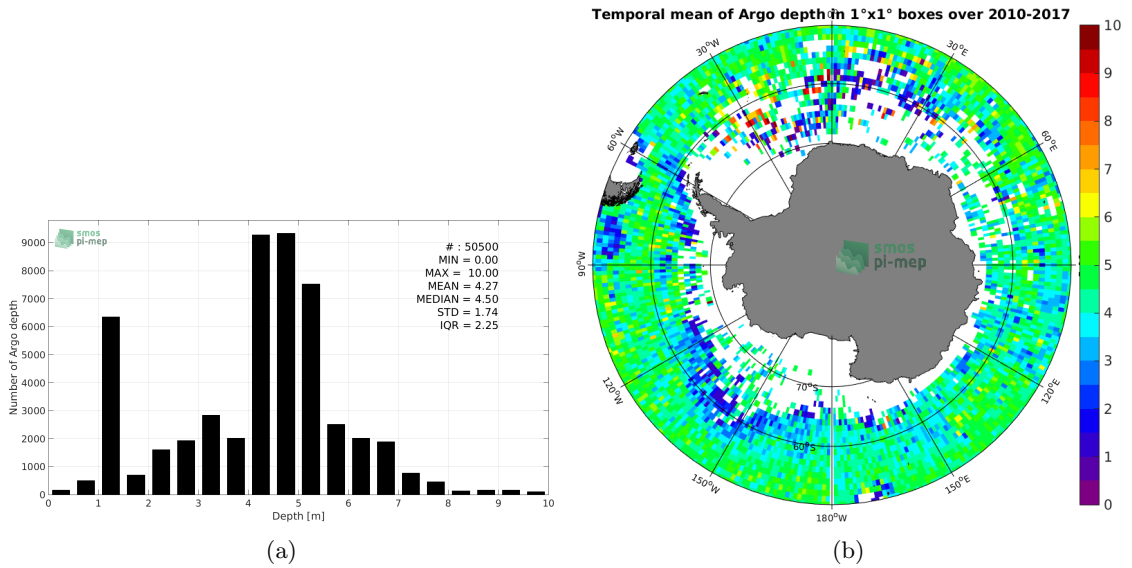 Temporal mean of Argo depth in 1°x1° boxes over 2010-2017
smos
pi-mep
# : 50500
MIN = 0.00
MAX = 10.00
MEAN = 4.27
MEDIAN = 4.50
STD = 1.74
IQR = 2.25
Number of Argo depth
9000
8000
7000
6000
5000
4000
3000
2000
1000
0
0 1 2 3 4 5 6 7 8 9 10
Depth [m]
(a)
30°W
30°E
60°W
60°E
90°W
120°W
120°E
150°W
150°E
180°W
70°S
60°S
smos
pi-mep
10
9
8
7
6
5
4
3
2
1
0
(b)